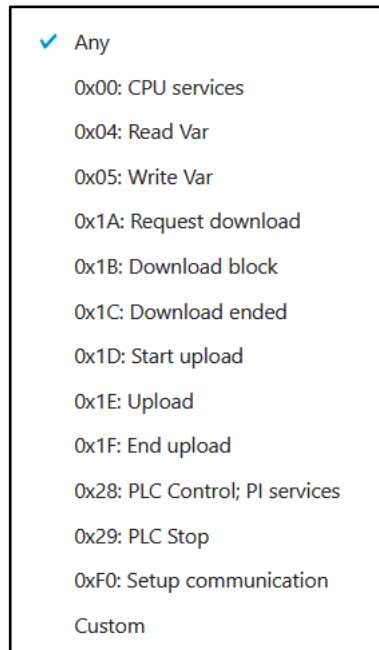 Any
0x00: CPU services
0x04: Read Var
0x05: Write Var
0x1A: Request download
0x1B: Download block
0x1C: Download ended
0x1D: Start upload
0x1E: Upload
0x1F: End upload
0x28: PLC Control; PI services
0x29: PLC Stop
0xF0: Setup communication
Custom